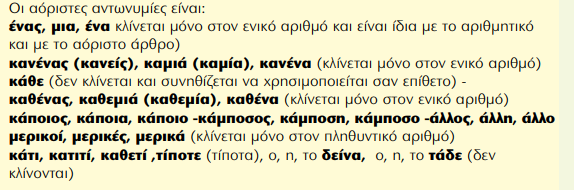 Οι αόριστες αντωνυμίες είναι:
ένας, μια, ένα κλίνεται μόνο στον ενικό αριθμό και είναι ίδια με το αριθμητικό
και με το αόριστο άρθρο)
κανένας (κανείς), καμιά (καμία), κανένα (κλίνεται μόνο στον ενικό αριθμό)
κάθε (δεν κλίνεται και συνηθίζεται να χρησιμοποιείται σαν επίθετο) -
καθένας, καθεμιά (καθεμία), καθένα (κλίνεται μόνο στον ενικό αριθμό)
κάποιος, κάποια, κάποιο -κάμποσος, κάμποση, κάμποσο -άλλος, άλλη, άλλο
μερικοί, μερικές, μερικά (κλίνεται μόνο στον πληθυντικό αριθμό)
κάτι, κατιτί, καθετί ,τίποτε (τίποτα), ο, η, το δείνα, ο, η, το τάδε (δεν
κλίνονται)